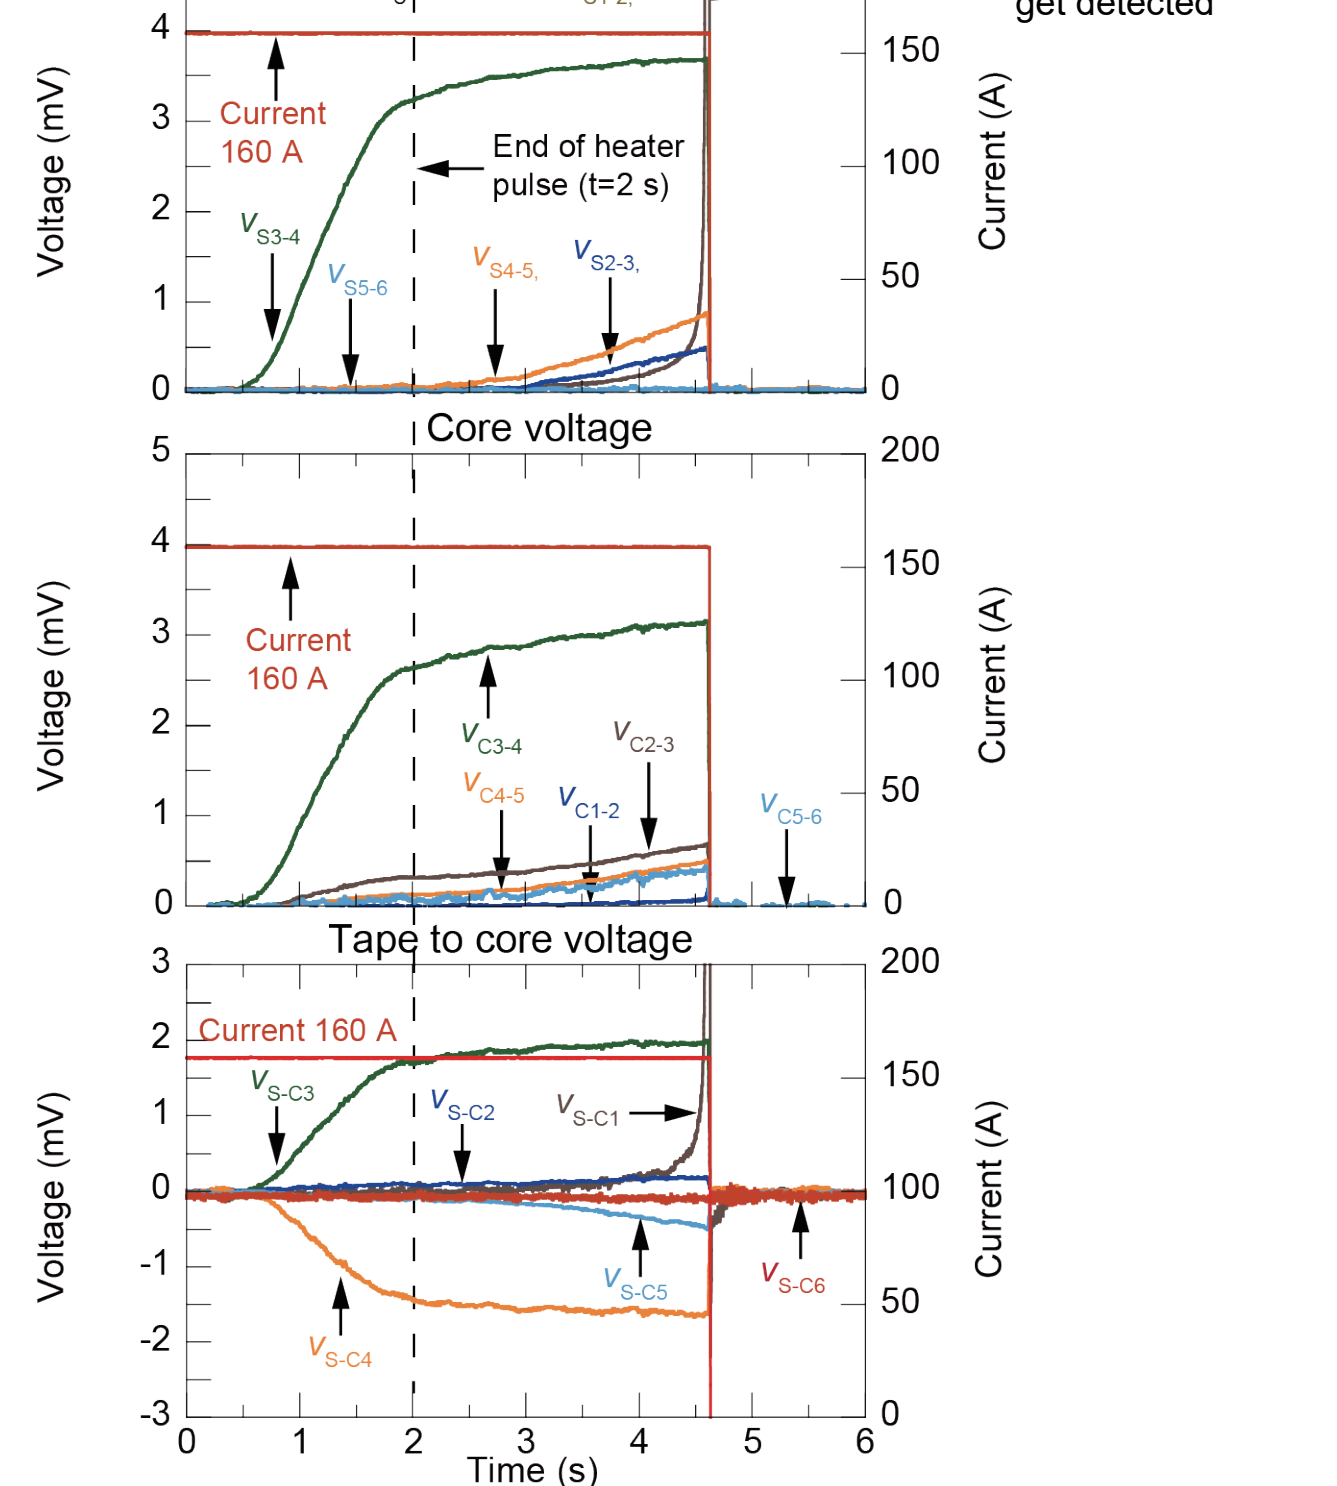 get detected
4
3
2
1
0
150
100
50
0
Voltage (mV)
Current (A)
Current
160 A
End of heater
pulse (t=2 s)
VS3-4
VS5-6
VS4-5,
VS2-3,
Core voltage
5
4
3
2
1
0
200
150
100
50
0
Voltage (mV)
Current (A)
Current
160 A
VC3-4
VC2-3
VC4-5
VC1-2
VC5-6
Tape to core voltage
3
2
1
0
-1
-2
-3
200
150
100
50
0
Voltage (mV)
Current (A)
Current 160 A
VS-C3
VS-C2
VS-C1
VS-C5
VS-C6
VS-C4
0 1 2 3 4 5 6
Time (s)